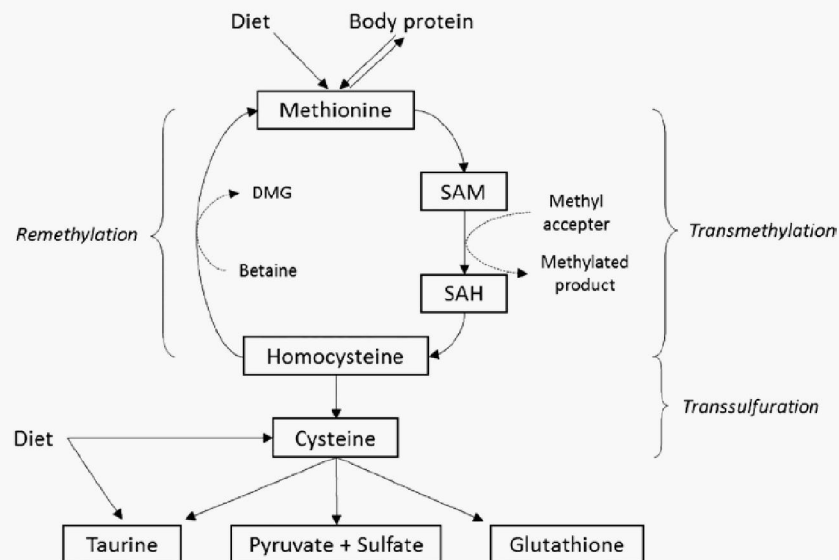 Diet
Body protein
Methionine
DMG
SAM
Methyl
accepter
Remethylation
Transmethylation
Betaine
Methylated
product
SAH
Homocysteine
Transsulfuration
Diet
Cysteine
Taurine
Pyruvate + Sulfate
Glutathione